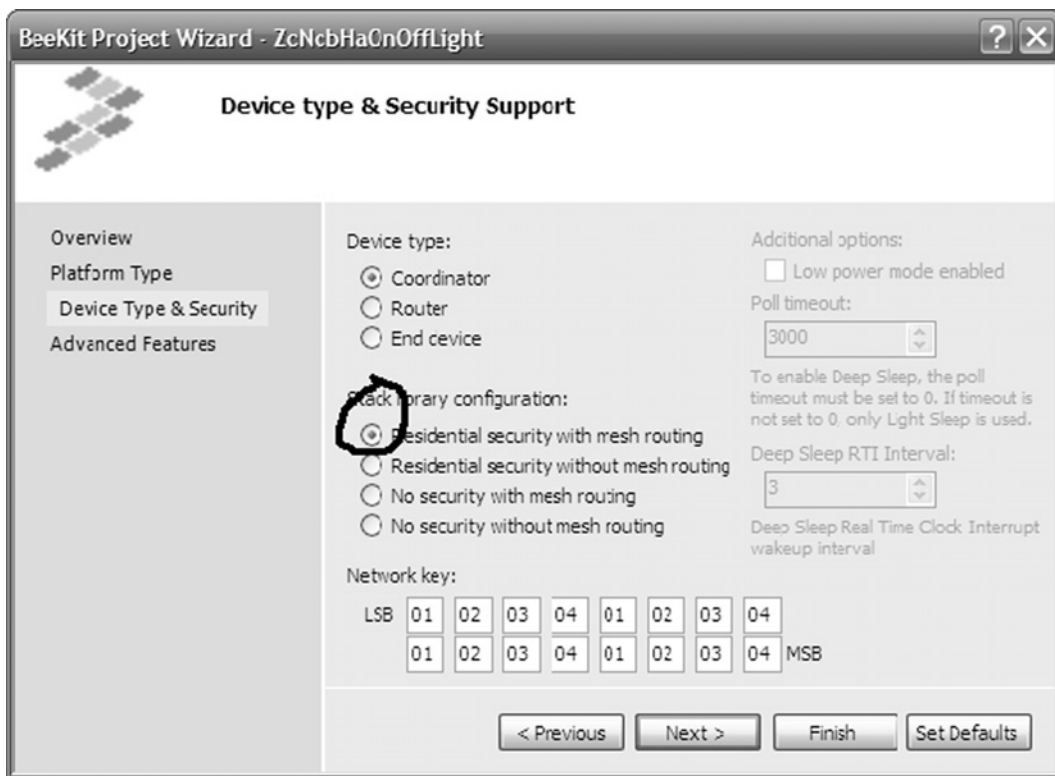 BeeKit Project Wizard - ZcNcbHaOnOffLight
Device type & Security Support
Overview
Platform Type
Device Type & Security
Advanced Features
Device type:
Coordinator
Router
End cevice
Stack library configuration:
Residential security with mesh routing
Residential security without mesh routing
No security with mesh routing
No security without mesh routing
Adcitional options:
Low power mode enabled
Poll timeout:
3000
To enable Deep Sleep, the poll
timeout must be set to 0. If timeout is
not set to 0, only Light Sleep is used.
Deep Sleep RTI Interval:
3
Deep Sleep Real Time Clock Interrupt
wakeup interval
Network key:
LSB 01 02 03 04 01 02 03 04
01 02 03 04 01 02 03 04 MSB
< Previous
Next >
Finish
Set Defaults